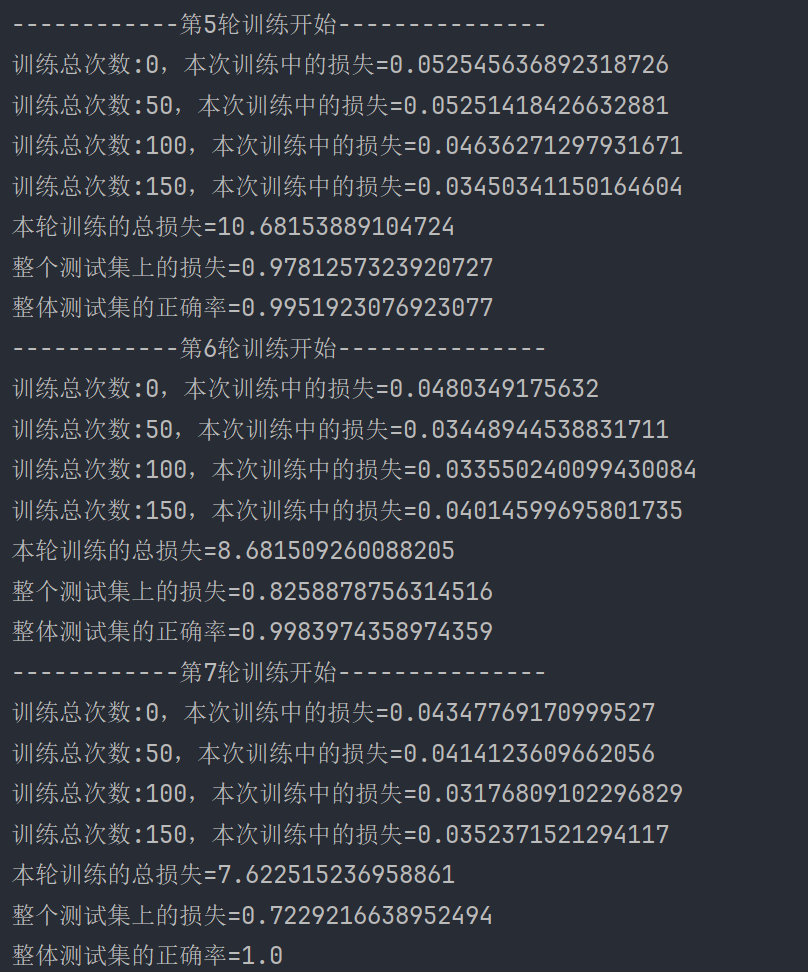 ------------第5轮训练开始---------------
训练总次数:0，本次训练中的损失=0.052545636892318726
训练总次数:50，本次训练中的损失=0.05251418426632881
训练总次数:100，本次训练中的损失=0.04636271297931671
训练总次数:150，本次训练中的损失=0.03450341150164604
本轮训练的总损失=10.68153889104724
整个测试集上的损失=0.9781257323920727
整体测试集的正确率=0.9951923076923077
------------第6轮训练开始---------------
训练总次数:0，本次训练中的损失=0.0480349175632
训练总次数:50，本次训练中的损失=0.03448944538831711
训练总次数:100，本次训练中的损失=0.033550240099430084
训练总次数:150，本次训练中的损失=0.04014599695801735
本轮训练的总损失=8.681509260088205
整个测试集上的损失=0.8258878756314516
整体测试集的正确率=0.9983974358974359
------------第7轮训练开始---------------
训练总次数:0，本次训练中的损失=0.04347769170999527
训练总次数:50，本次训练中的损失=0.0414123609662056
训练总次数:100，本次训练中的损失=0.03176809102296829
训练总次数:150，本次训练中的损失=0.0352371521294117
本轮训练的总损失=7.622515236958861
整个测试集上的损失=0.7229216638952494
整体测试集的正确率=1.0